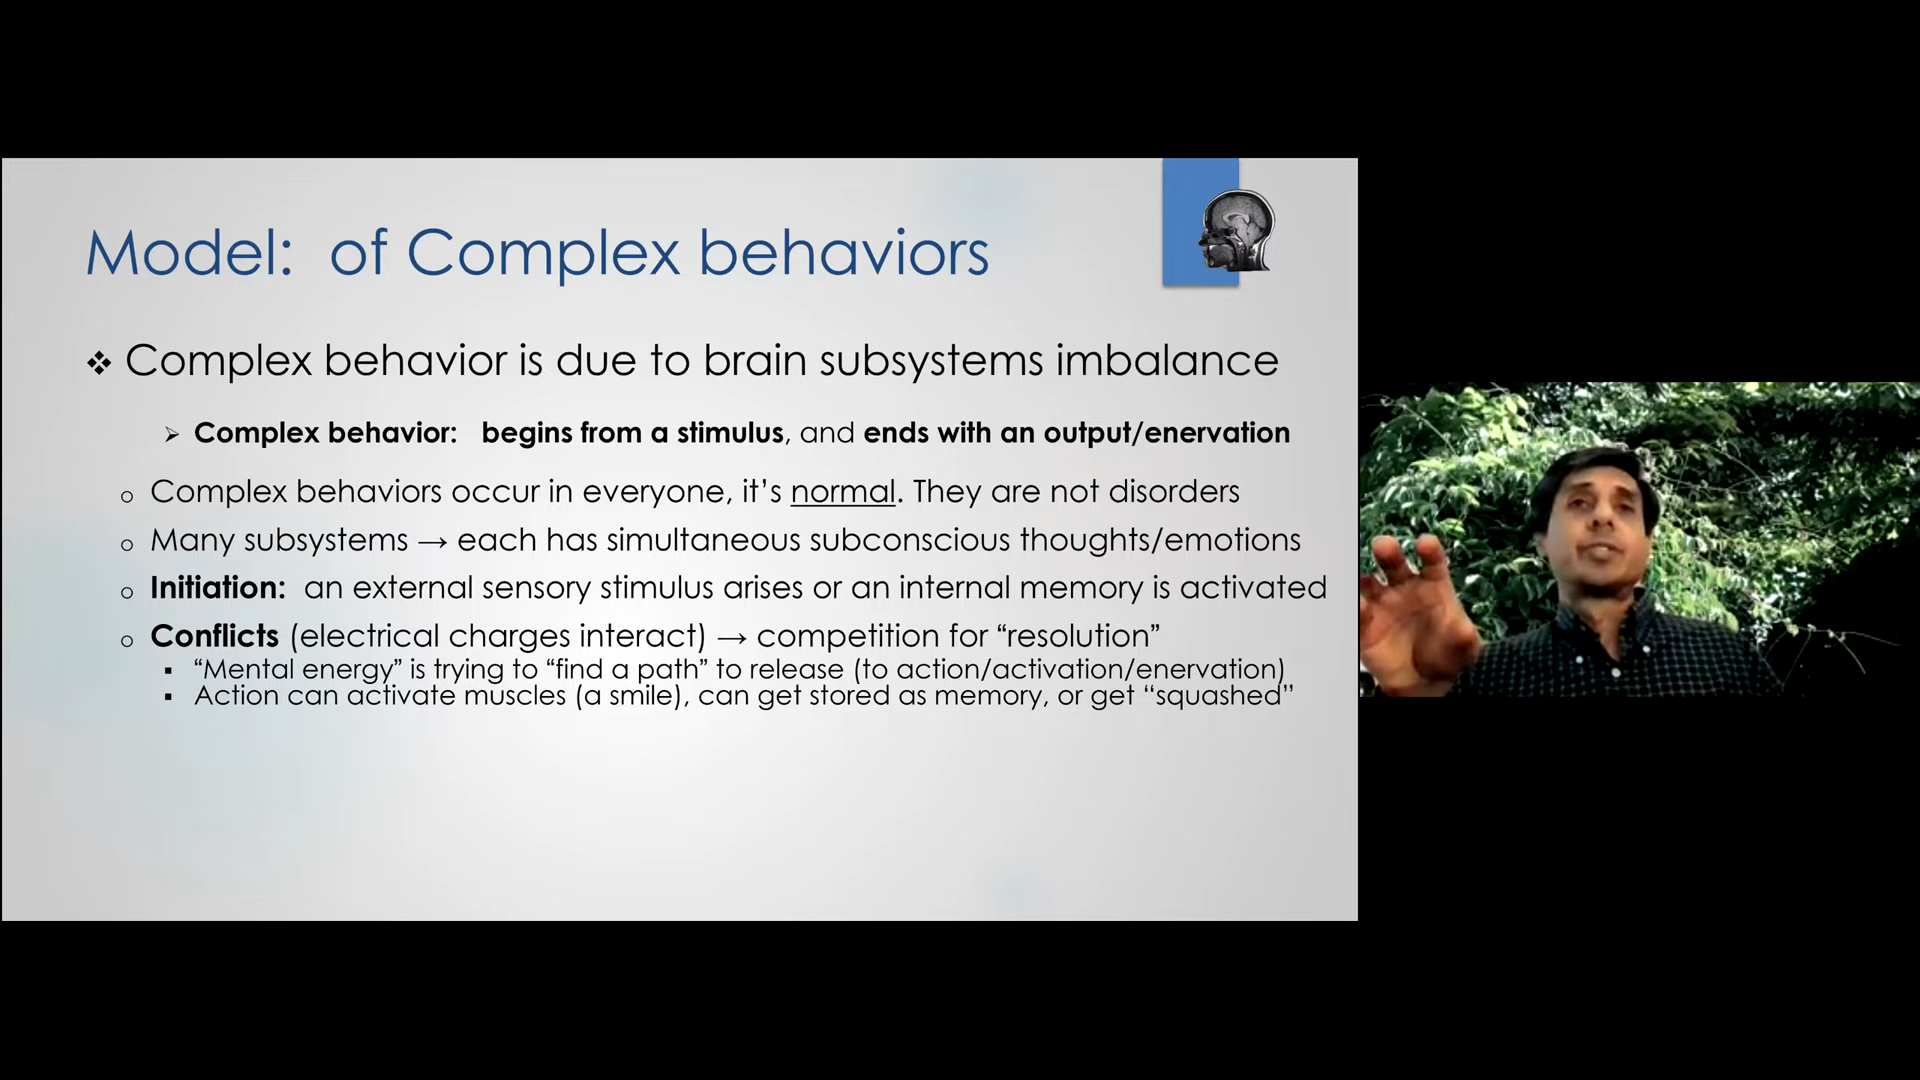 Model:  of Complex behaviors
❖ Complex behavior is due to brain subsystems imbalance
➢ Complex behavior:   begins from a stimulus, and ends with an output/enervation
o Complex behaviors occur in everyone, it’s normal. They are not disorders
o Many subsystems → each has simultaneous subconscious thoughts/emotions
o Initiation:  an external sensory stimulus arises or an internal memory is activated
o Conflicts (electrical charges interact) → competition for “resolution”
▪ “Mental energy” is trying to “find a path” to release (to action/activation/enervation)
▪ Action can activate muscles (a smile), can get stored as memory, or get “squashed”